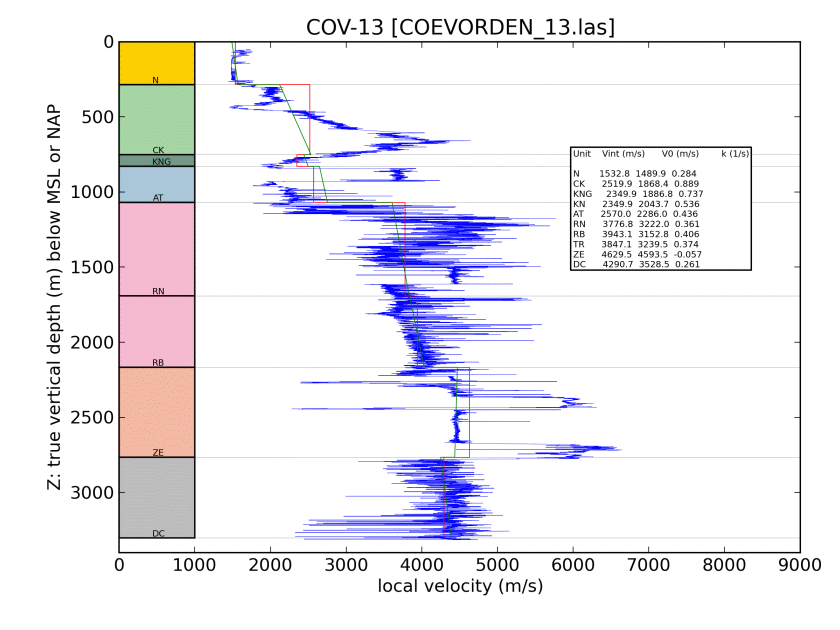 COV-13 [COEVORDEN_13.las]
Z: true vertical depth (m) below MSL or NAP
0
500
1000
1500
2000
2500
3000
N
CK
KNG
AT
RN
RB
ZE
DC
Unit Vint (m/s) V0 (m/s) k (1/s)
N 1532.8 1489.9 0.284
CK 2519.9 1868.4 0.889
KNG 2349.9 1886.8 0.737
KN 2349.9 2043.7 0.536
AT 2570.0 2286.0 0.436
RN 3776.8 3222.0 0.361
RB 3943.1 3152.8 0.406
TR 3847.1 3239.5 0.374
ZE 4629.5 4593.5 -0.057
DC 4290.7 3528.5 0.261
0 1000 2000 3000 4000 5000 6000 7000 8000 9000
local velocity (m/s)